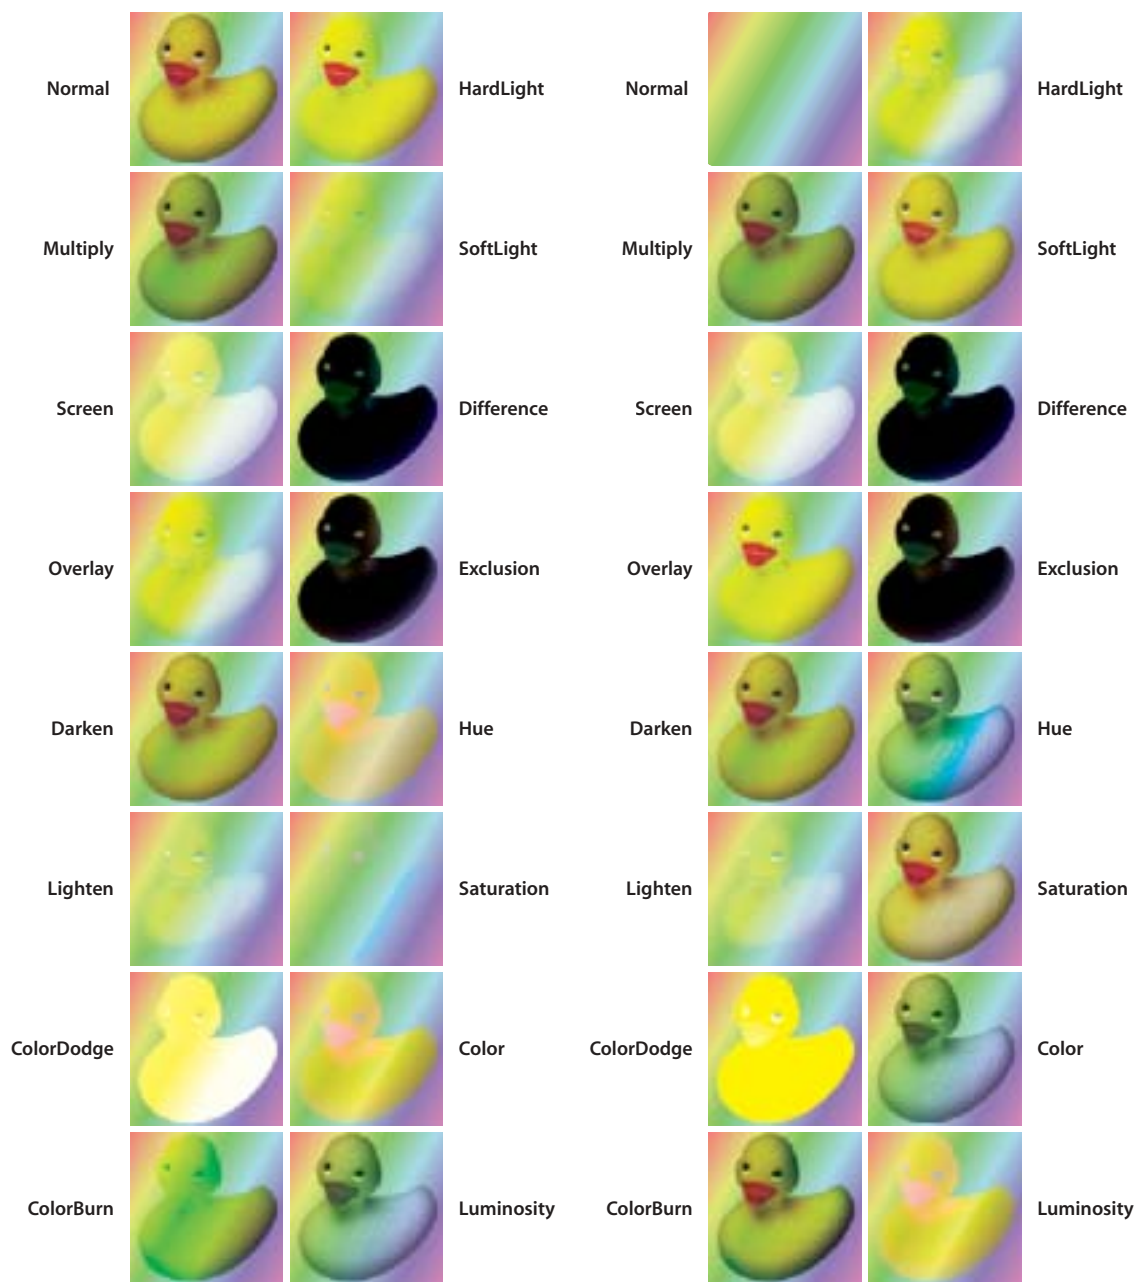 Normal HardLight Normal HardLight
Multiply SoftLight Multiply SoftLight
Screen Difference Screen Difference
Overlay Exclusion Overlay Exclusion
Darken Hue Darken Hue
Lighten Saturation Lighten Saturation
ColorDodge Color ColorDodge Color
ColorBurn Luminosity ColorBurn Luminosity